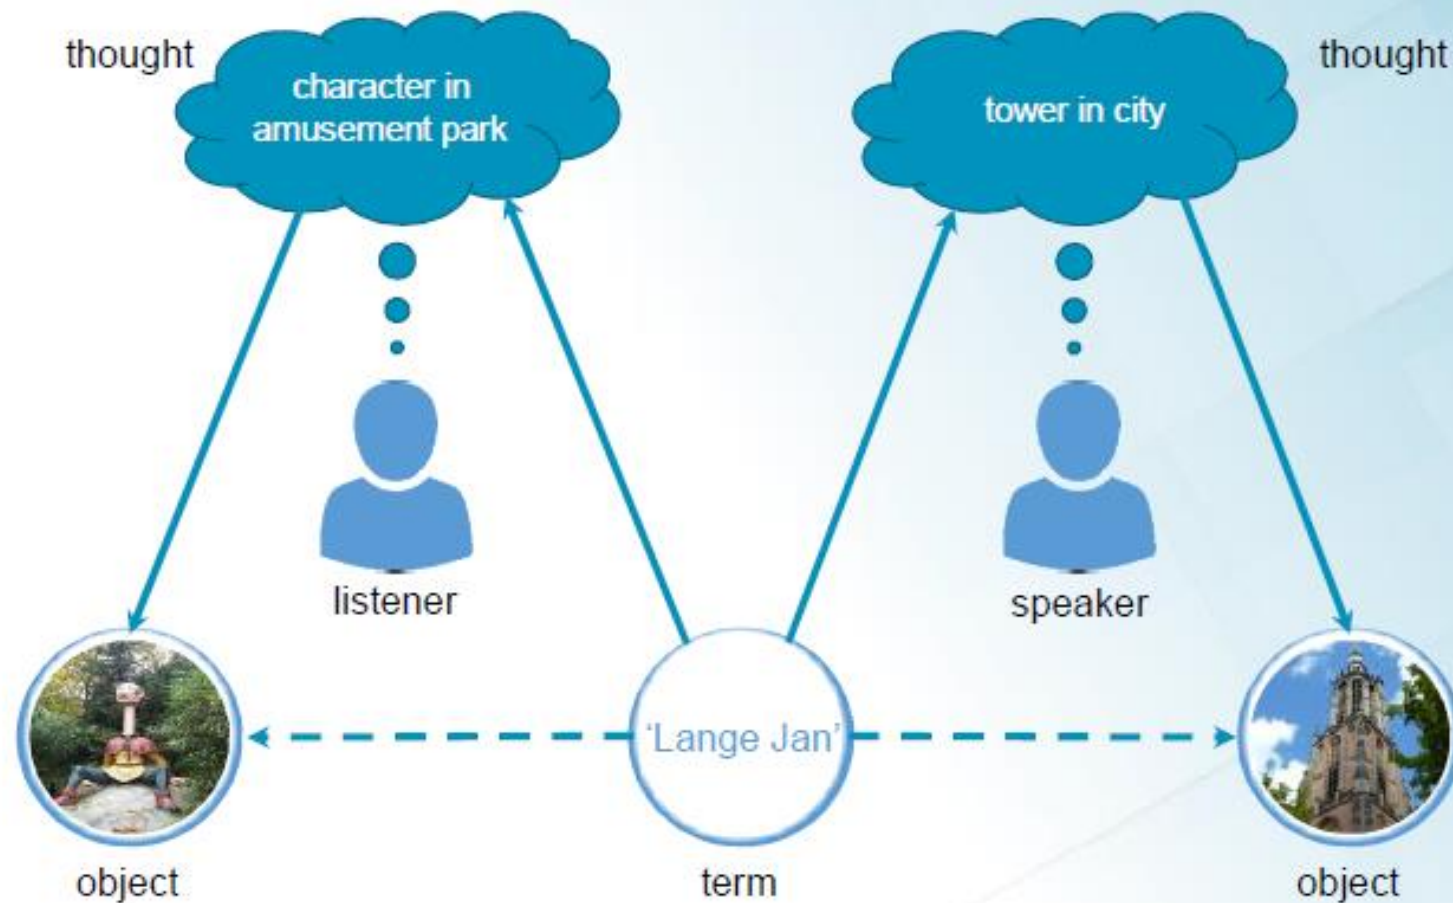 thought
character in
amusement park
tower in city
thought
listener
speaker
'Lange Jan'
object
term
object